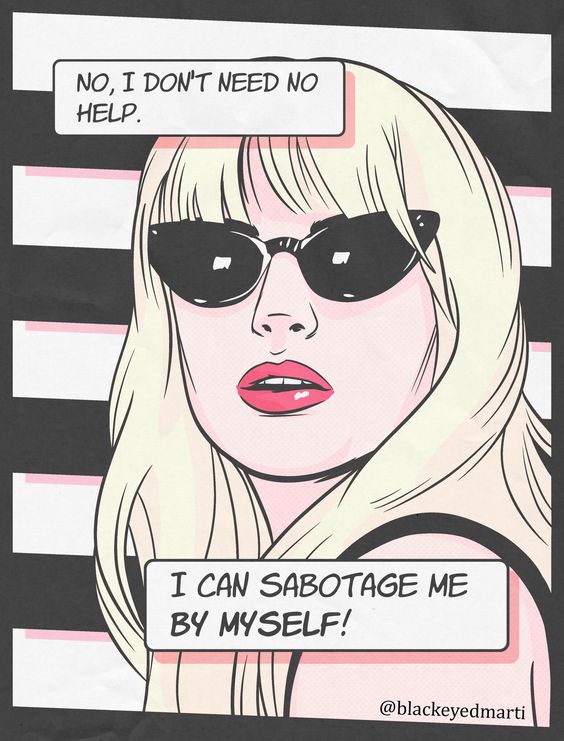 NO, I DON'T NEED NO
HELP.
I CAN SABOTAGE ME
BY MYSELF!
@blackeyedmarti